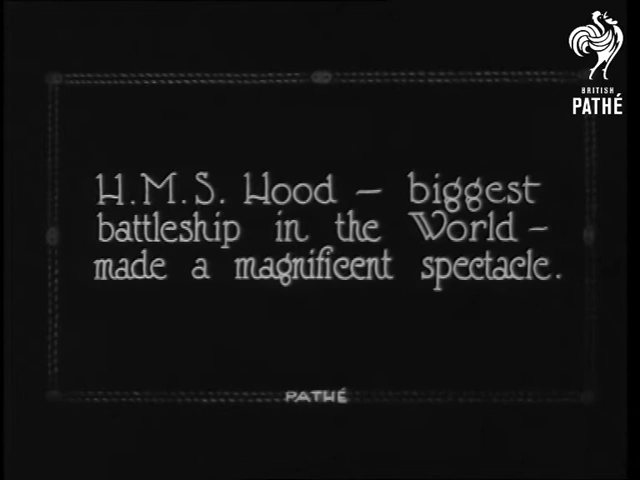 BRITISH
PATHÉ
H.M.S. Hood — biggest
battleship in the World —
made a magnificent spectacle.
PATHÉ